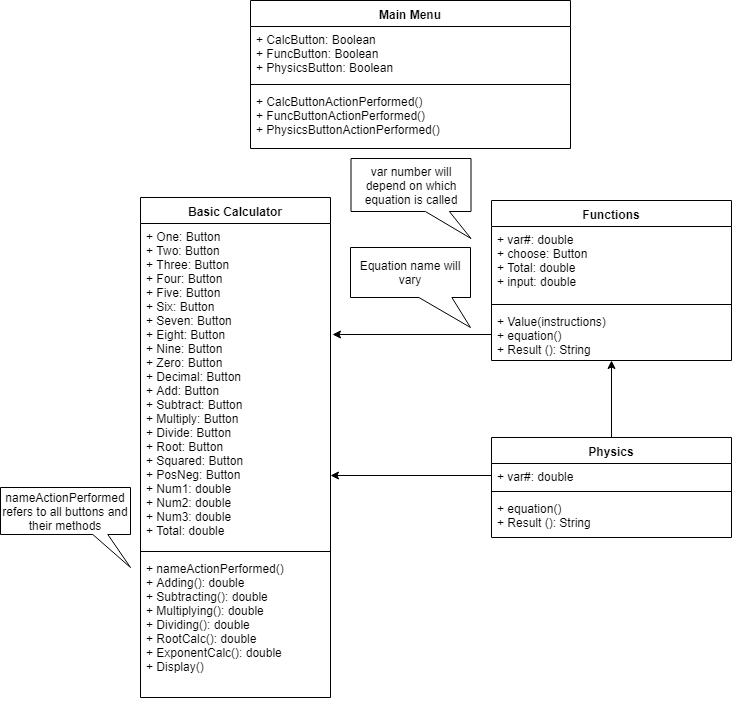 Main Menu
+ CalcButton: Boolean
+ FuncButton: Boolean
+ PhysicsButton: Boolean
+ CalcButtonActionPerformed()
+ FuncButtonActionPerformed()
+ PhysicsButtonActionPerformed()
var number will
depend on which
equation is called
Basic Calculator
+ One: Button
+ Two: Button
+ Three: Button
+ Four: Button
+ Five: Button
+ Six: Button
+ Seven: Button
+ Eight: Button
+ Nine: Button
+ Zero: Button
+ Decimal: Button
+ Add: Button
+ Subtract: Button
+ Multiply: Button
+ Divide: Button
+ Root: Button
+ Squared: Button
+ PosNeg: Button
+ Num1: double
+ Num2: double
+ Num3: double
+ Total: double
+ nameActionPerformed()
+ Adding(): double
+ Subtracting(): double
+ Multiplying(): double
+ Dividing(): double
+ RootCalc(): double
+ ExponentCalc(): double
+ Display()
Equation name will
vary
Functions
+ var#: double
+ choose: Button
+ Total: double
+ input: double
+ Value(instructions)
+ equation()
+ Result (): String
Physics
+ var#: double
+ equation()
+ Result (): String
nameActionPerformed
refers to all buttons and
their methods